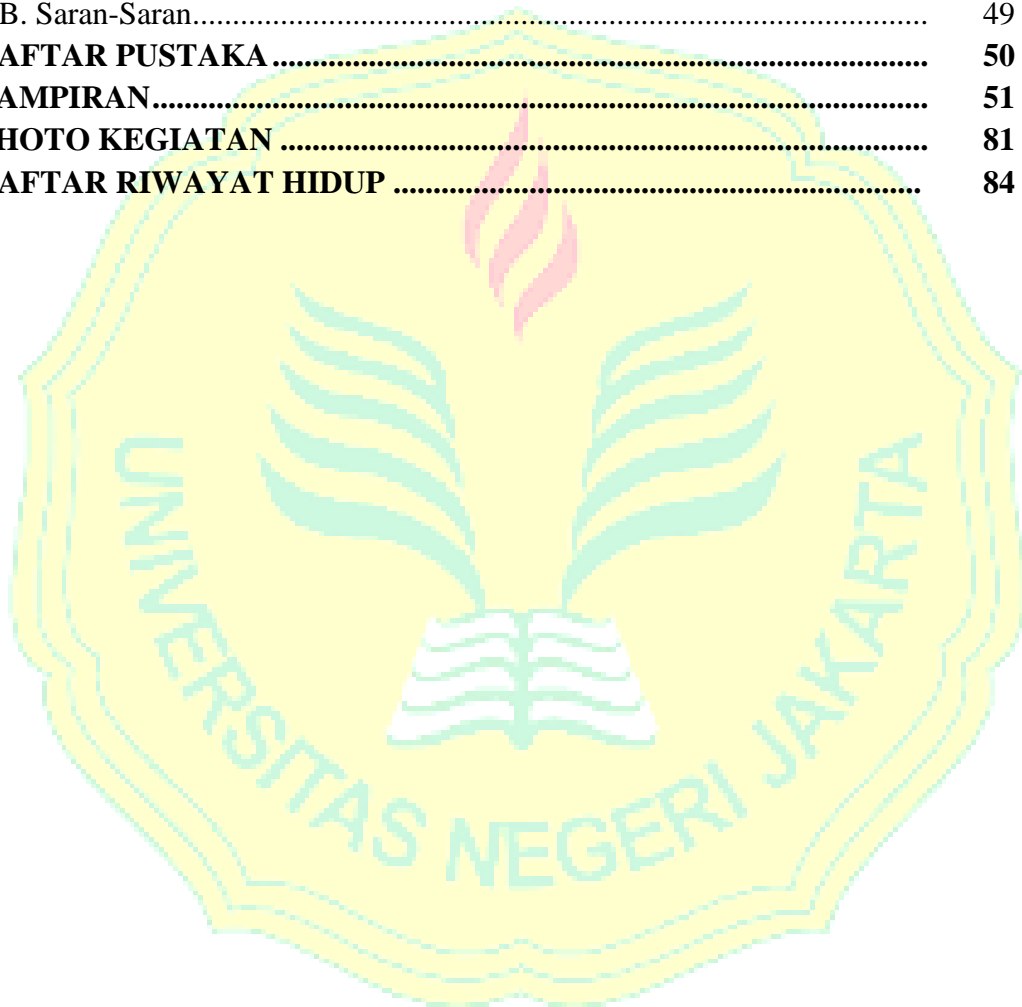 B. Saran-Saran.................................................................................... 49
AFTAR PUSTAKA .................................................................................. 50
AMPIRAN................................................................................................. 51
HOTO KEGIATAN ................................................................................. 81
AFTAR RIWAYAT HIDUP .................................................................. 84
UNIVERSITAS NEGERI JAKARTA